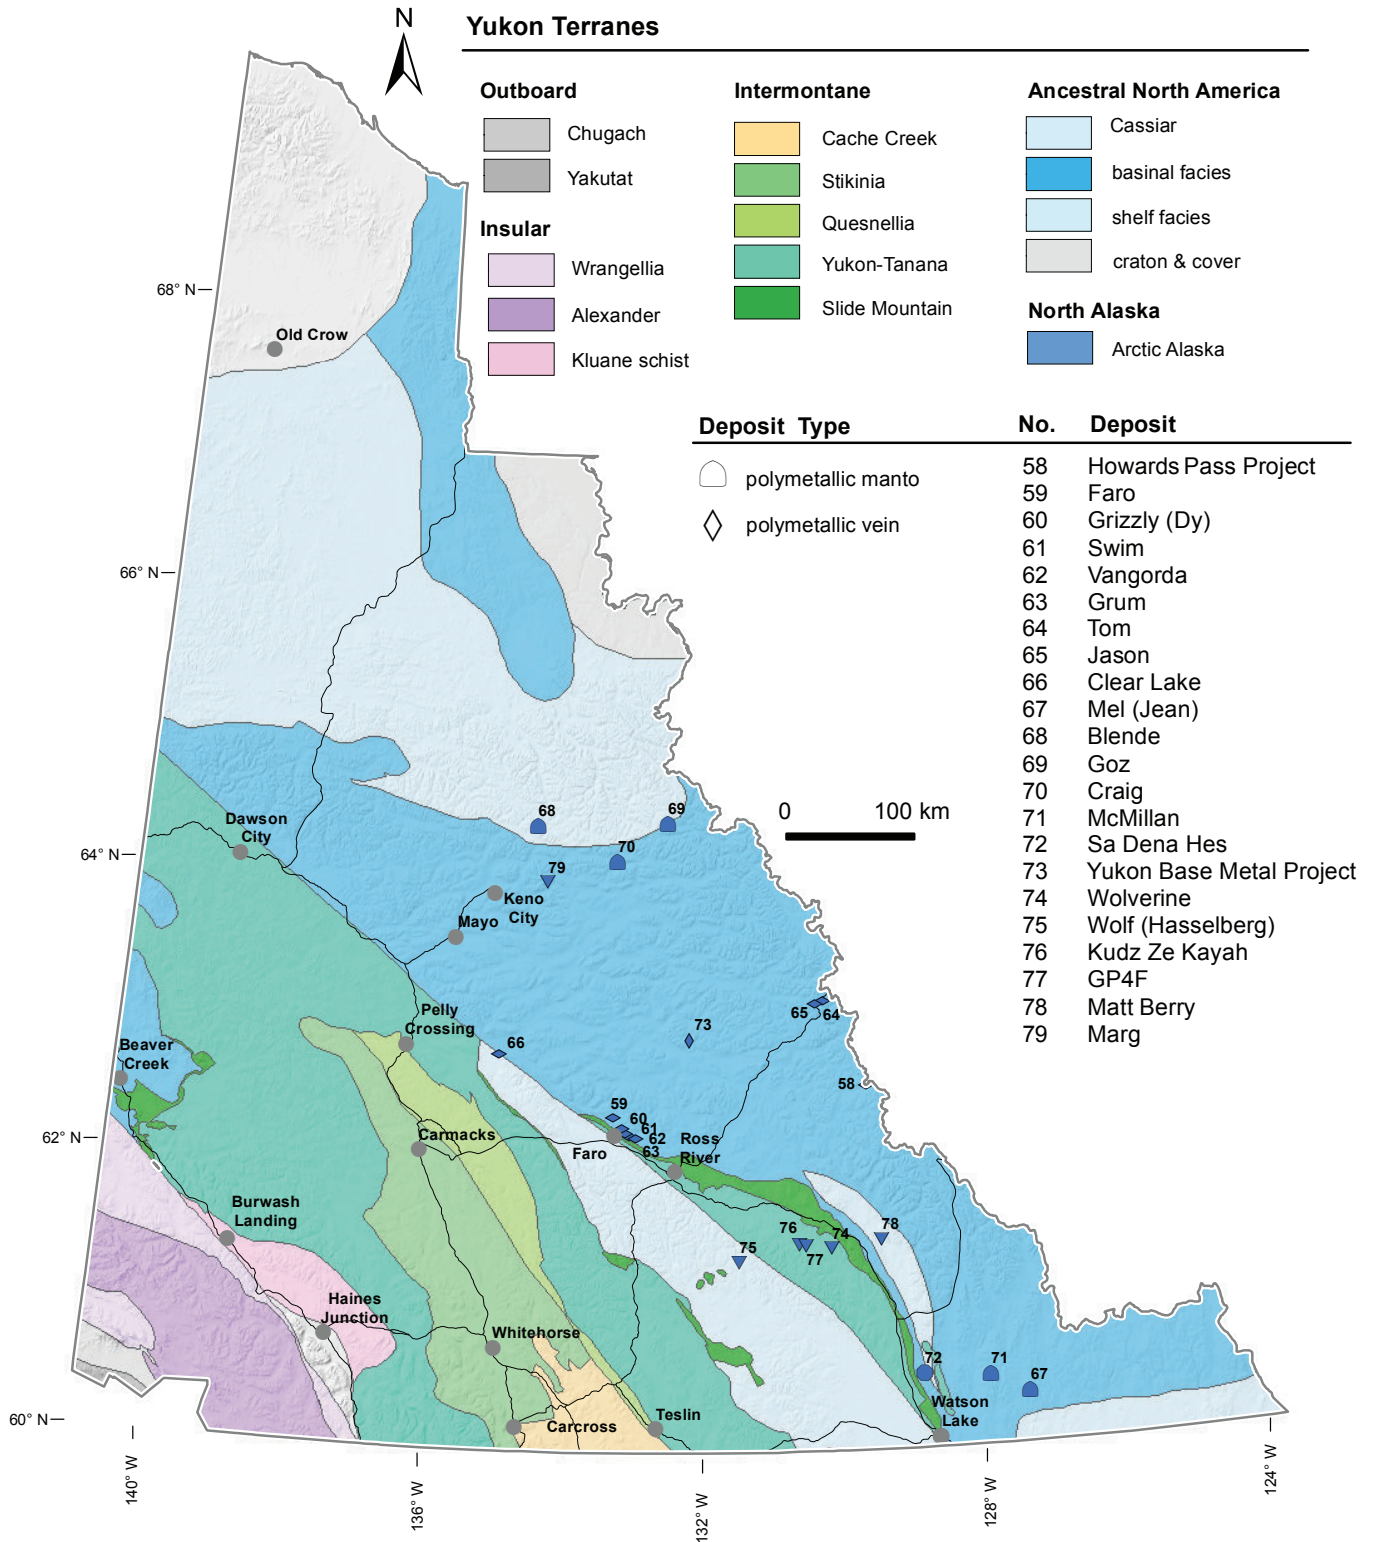 N
Yukon Terranes
Outboard
Chugach
Yakutat
Insular
Wrangellia
Alexander
Kluane schist
Intermontane
Cache Creek
Stikinia
Quesnellia
Yukon-Tanana
Slide Mountain
Ancestral North America
Cassiar
basinal facies
shelf facies
craton & cover
North Alaska
Arctic Alaska
Deposit Type
polymetallic manto
polymetallic vein
No. Deposit
58 Howards Pass Project
59 Faro
60 Grizzly (Dy)
61 Swim
62 Vangorda
63 Grum
64 Tom
65 Jason
66 Clear Lake
67 Mel (Jean)
68 Blende
69 Goz
70 Craig
71 McMillan
72 Sa Dena Hes
73 Yukon Base Metal Project
74 Wolverine
75 Wolf (Hasselberg)
76 Kudz Ze Kayah
77 GP4F
78 Matt Berry
79 Marg
0 100 km
68° N
Old Crow
66° N
68
69
Dawson
City
70
64° N
79
Keno
City
Mayo
65
64
Pelly
Crossing
73
66
Beaver
Creek
58
59
60
61
62
63
62° N
Carmacks
Faro
Ross
River
Burwash
Landing
76
77
74
78
75
Haines
Junction
Whitehorse
72
71
67
Watson
Lake
60° N
Carcross
Teslin
140° W
136° W
132° W
128° W
124° W